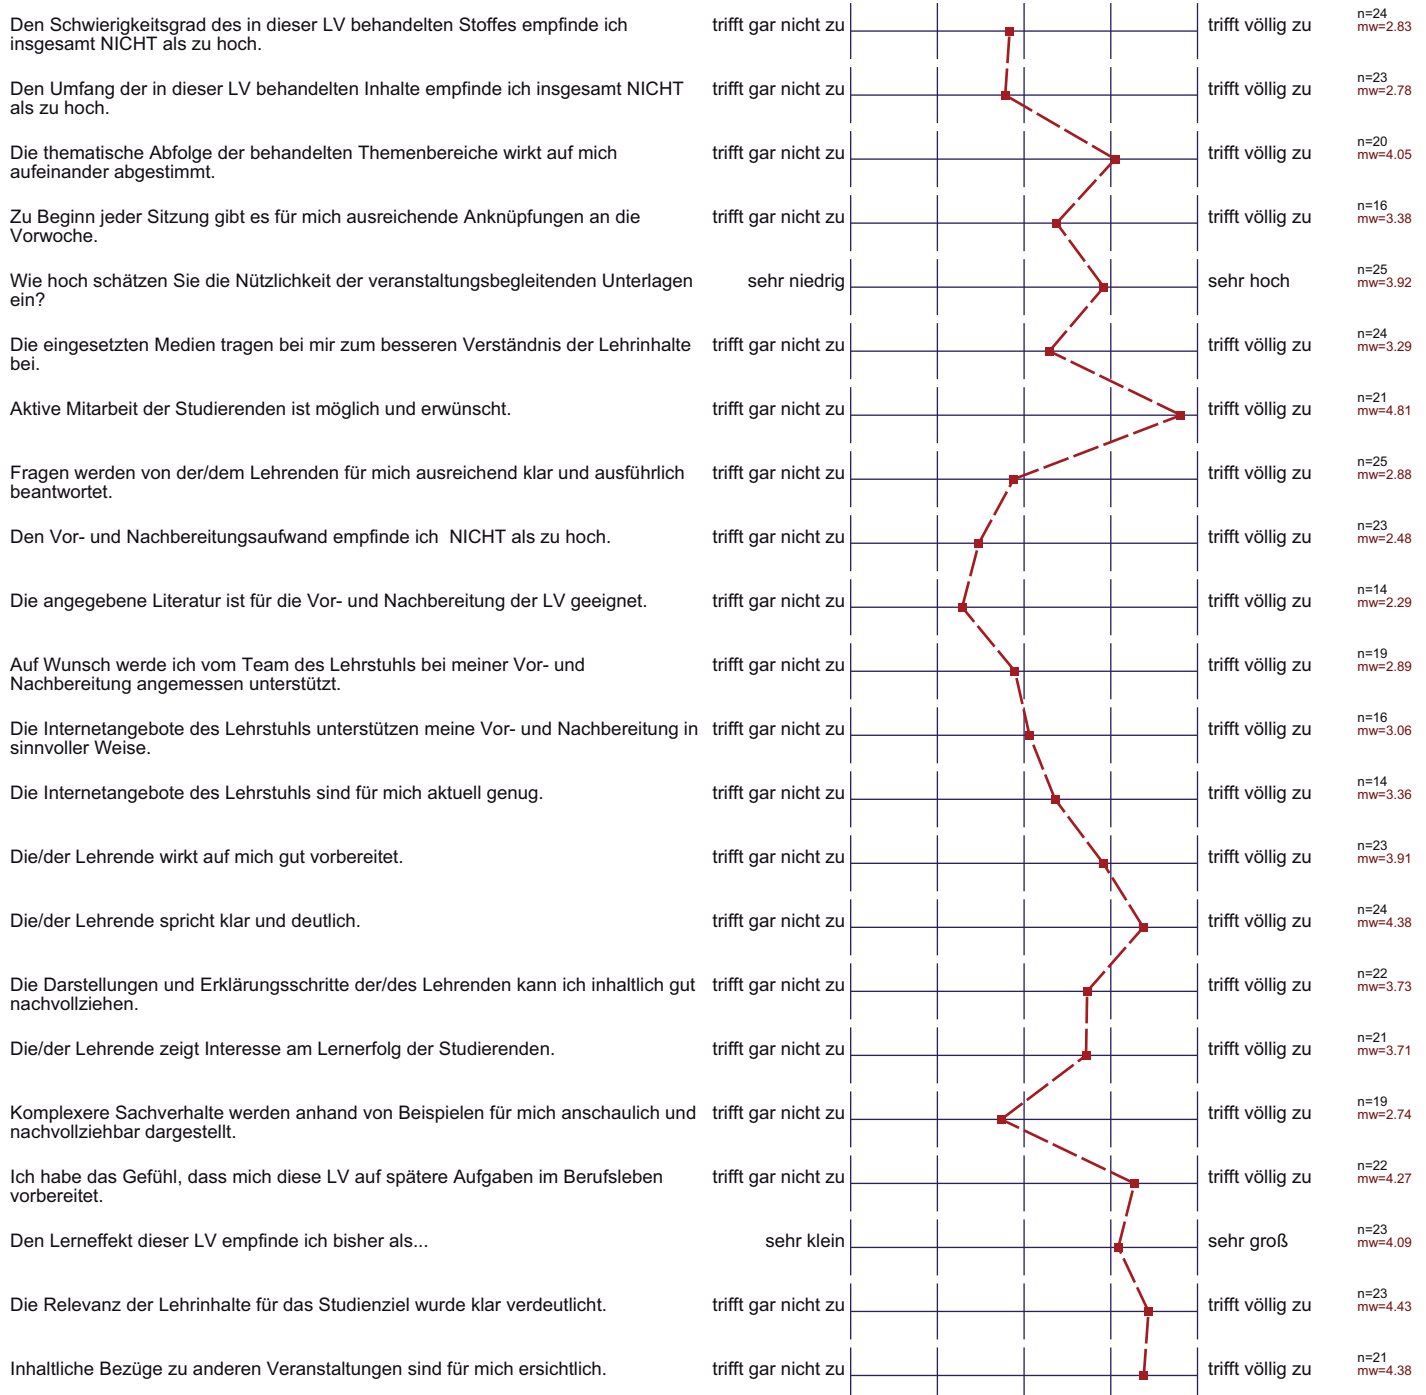 Den Schwierigkeitsgrad des in dieser LV behandelten Stoffes empfinde ich
insgesamt NICHT als zu hoch.
trifft gar nicht zu
trifft völlig zu
n=24
mw=2.83
Den Umfang der in dieser LV behandelten Inhalte empfinde ich insgesamt NICHT
als zu hoch.
trifft gar nicht zu
trifft völlig zu
n=23
mw=2.78
Die thematische Abfolge der behandelten Themenbereiche wirkt auf mich
aufeinander abgestimmt.
trifft gar nicht zu
trifft völlig zu
n=20
mw=4.05
Zu Beginn jeder Sitzung gibt es für mich ausreichende Anknüpfungen an die
Vorwoche.
trifft gar nicht zu
trifft völlig zu
n=16
mw=3.38
Wie hoch schätzen Sie die Nützlichkeit der veranstaltungsbegleitenden Unterlagen
ein?
sehr niedrig
sehr hoch
n=25
mw=3.92
Die eingesetzten Medien tragen bei mir zum besseren Verständnis der Lehrinhalte
bei.
trifft gar nicht zu
trifft völlig zu
n=24
mw=3.29
Aktive Mitarbeit der Studierenden ist möglich und erwünscht.
trifft gar nicht zu
trifft völlig zu
n=21
mw=4.81
Fragen werden von der/dem Lehrenden für mich ausreichend klar und ausführlich
beantwortet.
trifft gar nicht zu
trifft völlig zu
n=25
mw=2.88
Den Vor- und Nachbereitungsaufwand empfinde ich  NICHT als zu hoch.
trifft gar nicht zu
trifft völlig zu
n=23
mw=2.48
Die angegebene Literatur ist für die Vor- und Nachbereitung der LV geeignet.
trifft gar nicht zu
trifft völlig zu
n=14
mw=2.29
Auf Wunsch werde ich vom Team des Lehrstuhls bei meiner Vor- und
Nachbereitung angemessen unterstützt.
trifft gar nicht zu
trifft völlig zu
n=19
mw=2.89
Die Internetangebote des Lehrstuhls unterstützen meine Vor- und Nachbereitung in
sinnvoller Weise.
trifft gar nicht zu
trifft völlig zu
n=16
mw=3.06
Die Internetangebote des Lehrstuhls sind für mich aktuell genug.
trifft gar nicht zu
trifft völlig zu
n=14
mw=3.36
Die/der Lehrende wirkt auf mich gut vorbereitet.
trifft gar nicht zu
trifft völlig zu
n=23
mw=3.91
Die/der Lehrende spricht klar und deutlich.
trifft gar nicht zu
trifft völlig zu
n=24
mw=4.38
Die Darstellungen und Erklärungsschritte der/des Lehrenden kann ich inhaltlich gut
nachvollziehen.
trifft gar nicht zu
trifft völlig zu
n=22
mw=3.73
Die/der Lehrende zeigt Interesse am Lernerfolg der Studierenden.
trifft gar nicht zu
trifft völlig zu
n=21
mw=3.71
Komplexere Sachverhalte werden anhand von Beispielen für mich anschaulich und
nachvollziehbar dargestellt.
trifft gar nicht zu
trifft völlig zu
n=19
mw=2.74
Ich habe das Gefühl, dass mich diese LV auf spätere Aufgaben im Berufsleben
vorbereitet.
trifft gar nicht zu
trifft völlig zu
n=22
mw=4.27
Den Lerneffekt dieser LV empfinde ich bisher als...
sehr klein
sehr groß
n=23
mw=4.09
Die Relevanz der Lehrinhalte für das Studienziel wurde klar verdeutlicht.
trifft gar nicht zu
trifft völlig zu
n=23
mw=4.43
Inhaltliche Bezüge zu anderen Veranstaltungen sind für mich ersichtlich.
trifft gar nicht zu
trifft völlig zu
n=21
mw=4.38